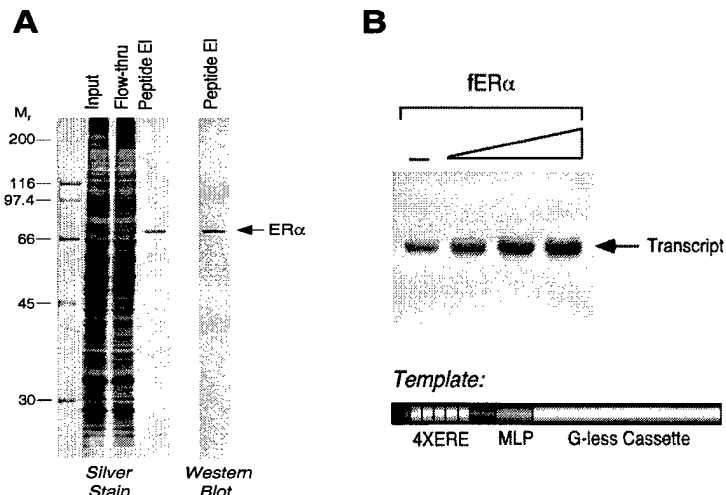 A
Input
Flow-thru
Peptide El
Peptide El
Mr
200
116
97.4
66
45
30
ERα
Silver Stain
Western Blot
B
fERα
–
Transcript
Template:
4XERE
MLP
G-less Cassette